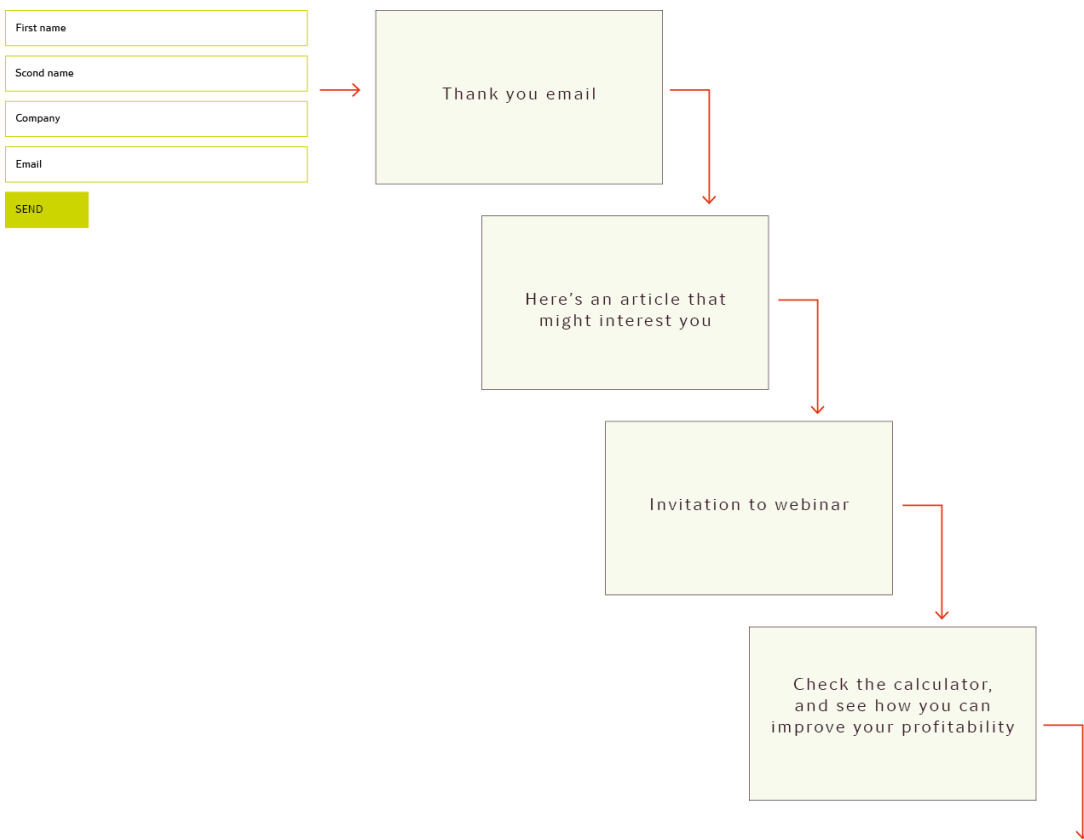 First name
Scond name
Company
Email
SEND
Thank you email
Here's an article that
might interest you
Invitation to webinar
Check the calculator,
and see how you can
improve your profitability